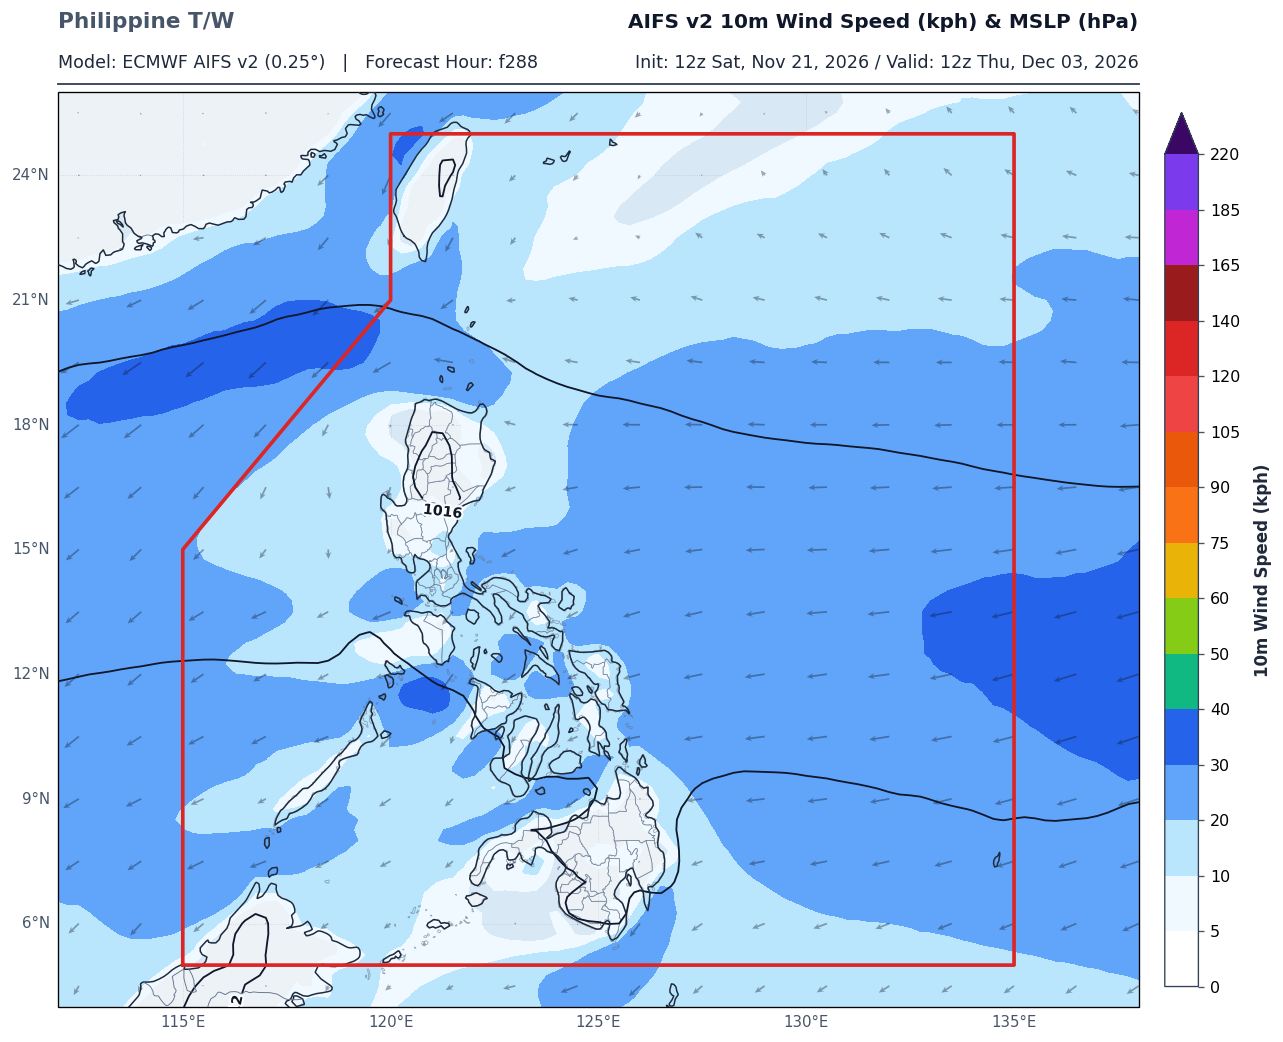 Philippine T/W
AIFS v2 10m Wind Speed (kph) & MSLP (hPa)
Model: ECMWF AIFS v2 (0.25°) | Forecast Hour: f288
Init: 12z Sat, Nov 21, 2026 / Valid: 12z Thu, Dec 03, 2026
24°N
21°N
18°N
15°N
12°N
9°N
6°N
115°E
120°E
125°E
130°E
135°E
1016
2
220
185
165
140
120
105
90
75
60
50
40
30
20
10
5
0
10m Wind Speed (kph)